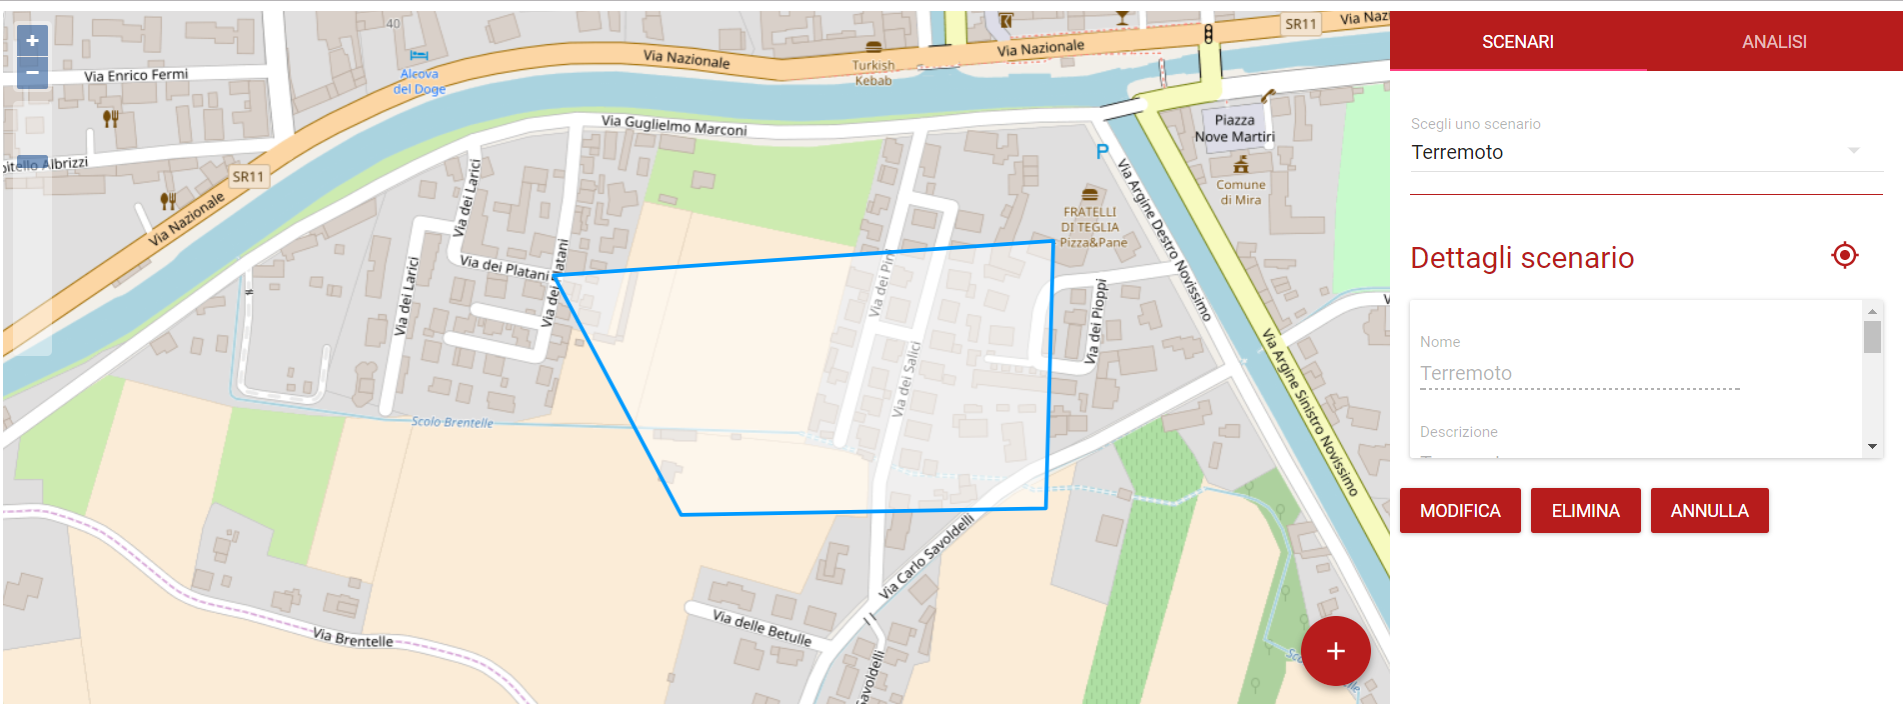 40
SR11
Via Naz
Via Nazionale
Via Nazionale
Turkish
Kebab
Via Enrico Fermi
Alcova
del Doge
Via Guglielmo Marconi
Piazza
Nove Martiri
P
pitello Albrizzi
SR11
Via Nazionale
Via dei Larici
Via Argine Destro Novissimo
Comune
di Mira
FRATELLI
DI TEGLIA
Pizza&Pane
Via dei Platani
Via dei Platani
Via dei Larici
Via dei Pini
Via dei Pioppi
Via dei Salici
Via Argine Sinistro Novissimo
Scolo Brentelle
Via Carlo Savoldelli
Via delle Betulle
Via Brentelle
Savoldelli
+
−
+
SCENARI
ANALISI
Scegli uno scenario
Terremoto
Dettagli scenario
Nome
Terremoto
Descrizione
MODIFICA
ELIMINA
ANNULLA